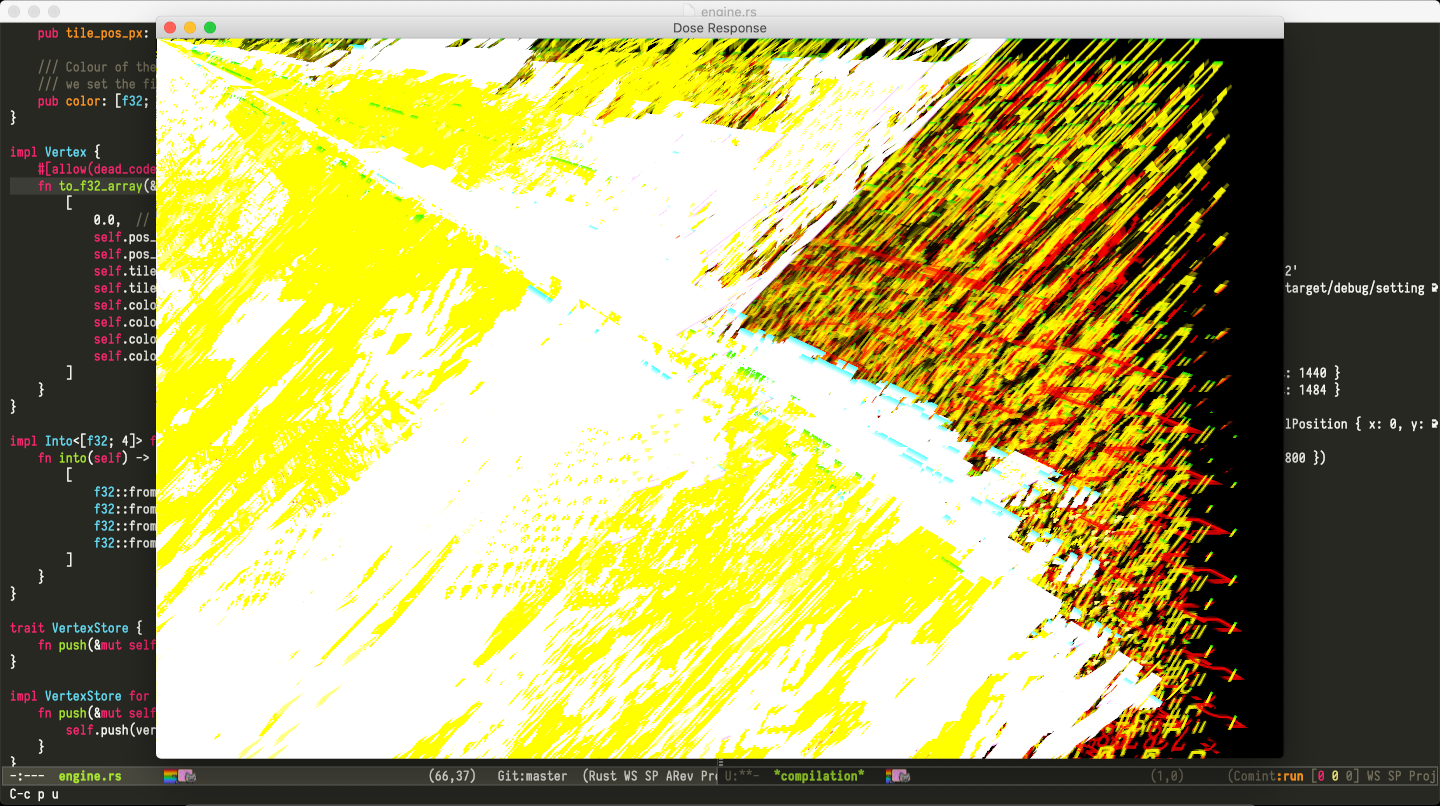 engine.rs
Dose Response
pub tile_pos_px:
/// Colour of the
/// we set the fi
pub color: [f32;
}
impl Vertex {
#[allow(dead_code
fn to_f32_array(&
[
0.0, //
self.pos_
self.pos_
self.tile
self.tile
self.colo
self.colo
self.colo
self.colo
]
}
}
impl Into<[f32; 4]> f
fn into(self) ->
[
f32::from
f32::from
f32::from
f32::from
]
}
}
trait VertexStore {
fn push(&mut self
}
impl VertexStore for
fn push(&mut self
self.push(ver
}
}
2'
target/debug/setting
: 1440 }
: 1484 }
lPosition { x: 0, y:
800 })
-:--- engine.rs (66,37) Git:master (Rust WS SP ARev Pro
U:**- *compilation* (1,0) (Comint:run [0 0 0] WS SP Proj
C-c p u